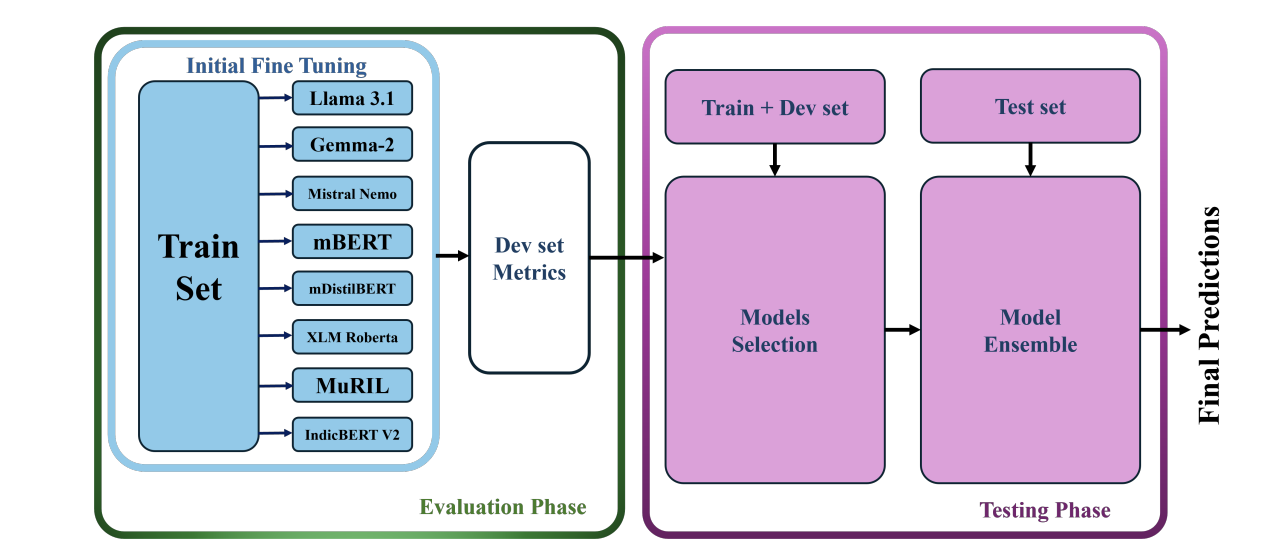 Initial Fine Tuning
Train
Set
Llama 3.1
Gemma-2
Mistral Nemo
mBERT
mDistilBERT
XLM Roberta
MuRIL
IndicBERT V2
Dev set
Metrics
Evaluation Phase
Train + Dev set
Test set
Models
Selection
Model
Ensemble
Testing Phase
Final Predictions